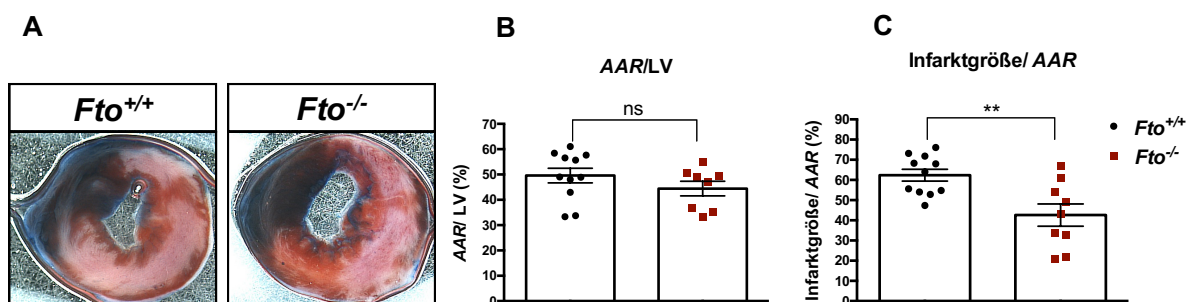 A
Fto+/+
Fto-/-
B
AAR/LV
ns
AAR/ LV (%)
70
60
50
40
30
20
10
0
C
Infarktgröße/ AAR
**
Infarktgröße/ AAR (%)
90
80
70
60
50
40
30
20
10
0
Fto+/+
Fto-/-